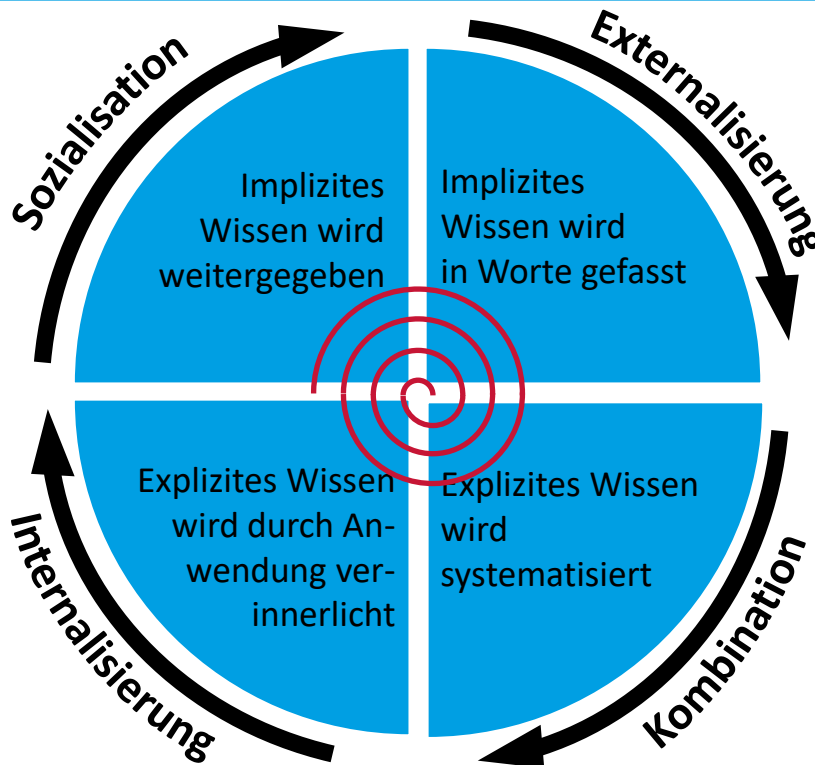 Sozialisation
Externalisierung
Implizites
Wissen wird
weitergegeben
Implizites
Wissen wird
in Worte gefasst
Explizites Wissen
wird durch An-
wendung ver-
innerlicht
Explizites Wissen
wird
systematisiert
Internalisierung
Kombination